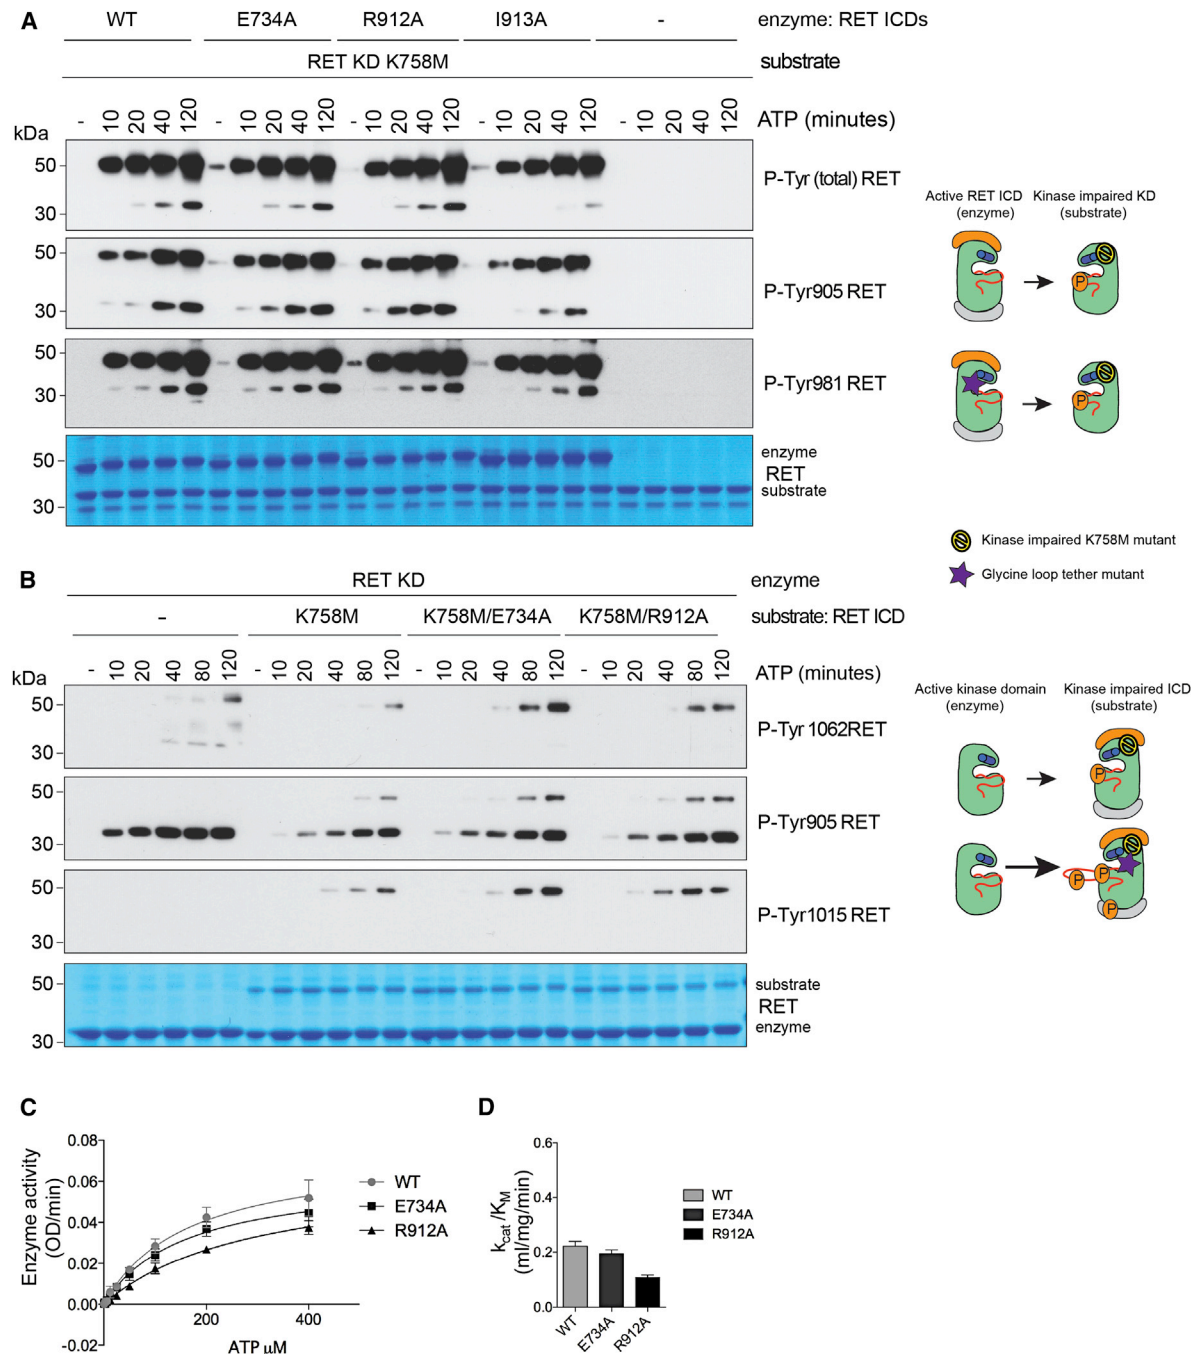 A
WT E734A R912A I913A - enzyme: RET ICDs
RET KD K758M substrate
- 10 20 40 120 - 10 20 40 120 - 10 20 40 120 - 10 20 40 120 - 10 20 40 120 ATP (minutes)
kDa
50
P-Tyr (total) RET
30
50
P-Tyr905 RET
30
50
P-Tyr981 RET
30
50
enzyme
RET
substrate
30
Active RET ICD
(enzyme)
Kinase impaired KD
(substrate)
P
P
Kinase impaired K758M mutant
Glycine loop tether mutant
B
RET KD enzyme
- K758M K758M/E734A K758M/R912A substrate: RET ICD
- 10 20 40 80 120 - 10 20 40 80 120 - 10 20 40 80 120 - 10 20 40 80 120 ATP (minutes)
kDa
50
P-Tyr 1062RET
30
50
P-Tyr905 RET
30
50
P-Tyr1015 RET
30
50
substrate
RET
enzyme
30
Active kinase domain
(enzyme)
Kinase impaired ICD
(substrate)
P
P
P
P
C
Enzyme activity
(OD/min)
0.08
0.06
0.04
0.02
0.00
-0.02
200 400
ATP µM
WT
E734A
R912A
D
kcat/KM
(ml/mg/min)
0.6
0.4
0.2
0.0
WT E734A R912A
WT
E734A
R912A